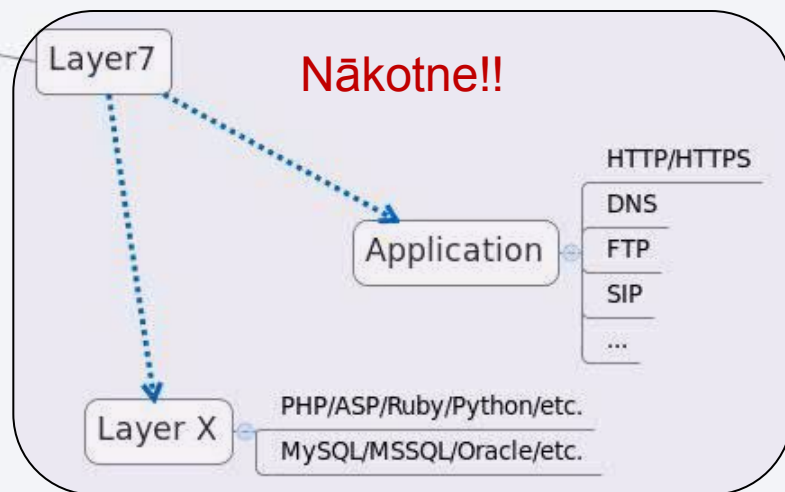 Layer7
Nākotne!!
HTTP/HTTPS
DNS
Application
FTP
SIP
...
Layer X
PHP/ASP/Ruby/Python/etc.
MySQL/MSSQL/Oracle/etc.